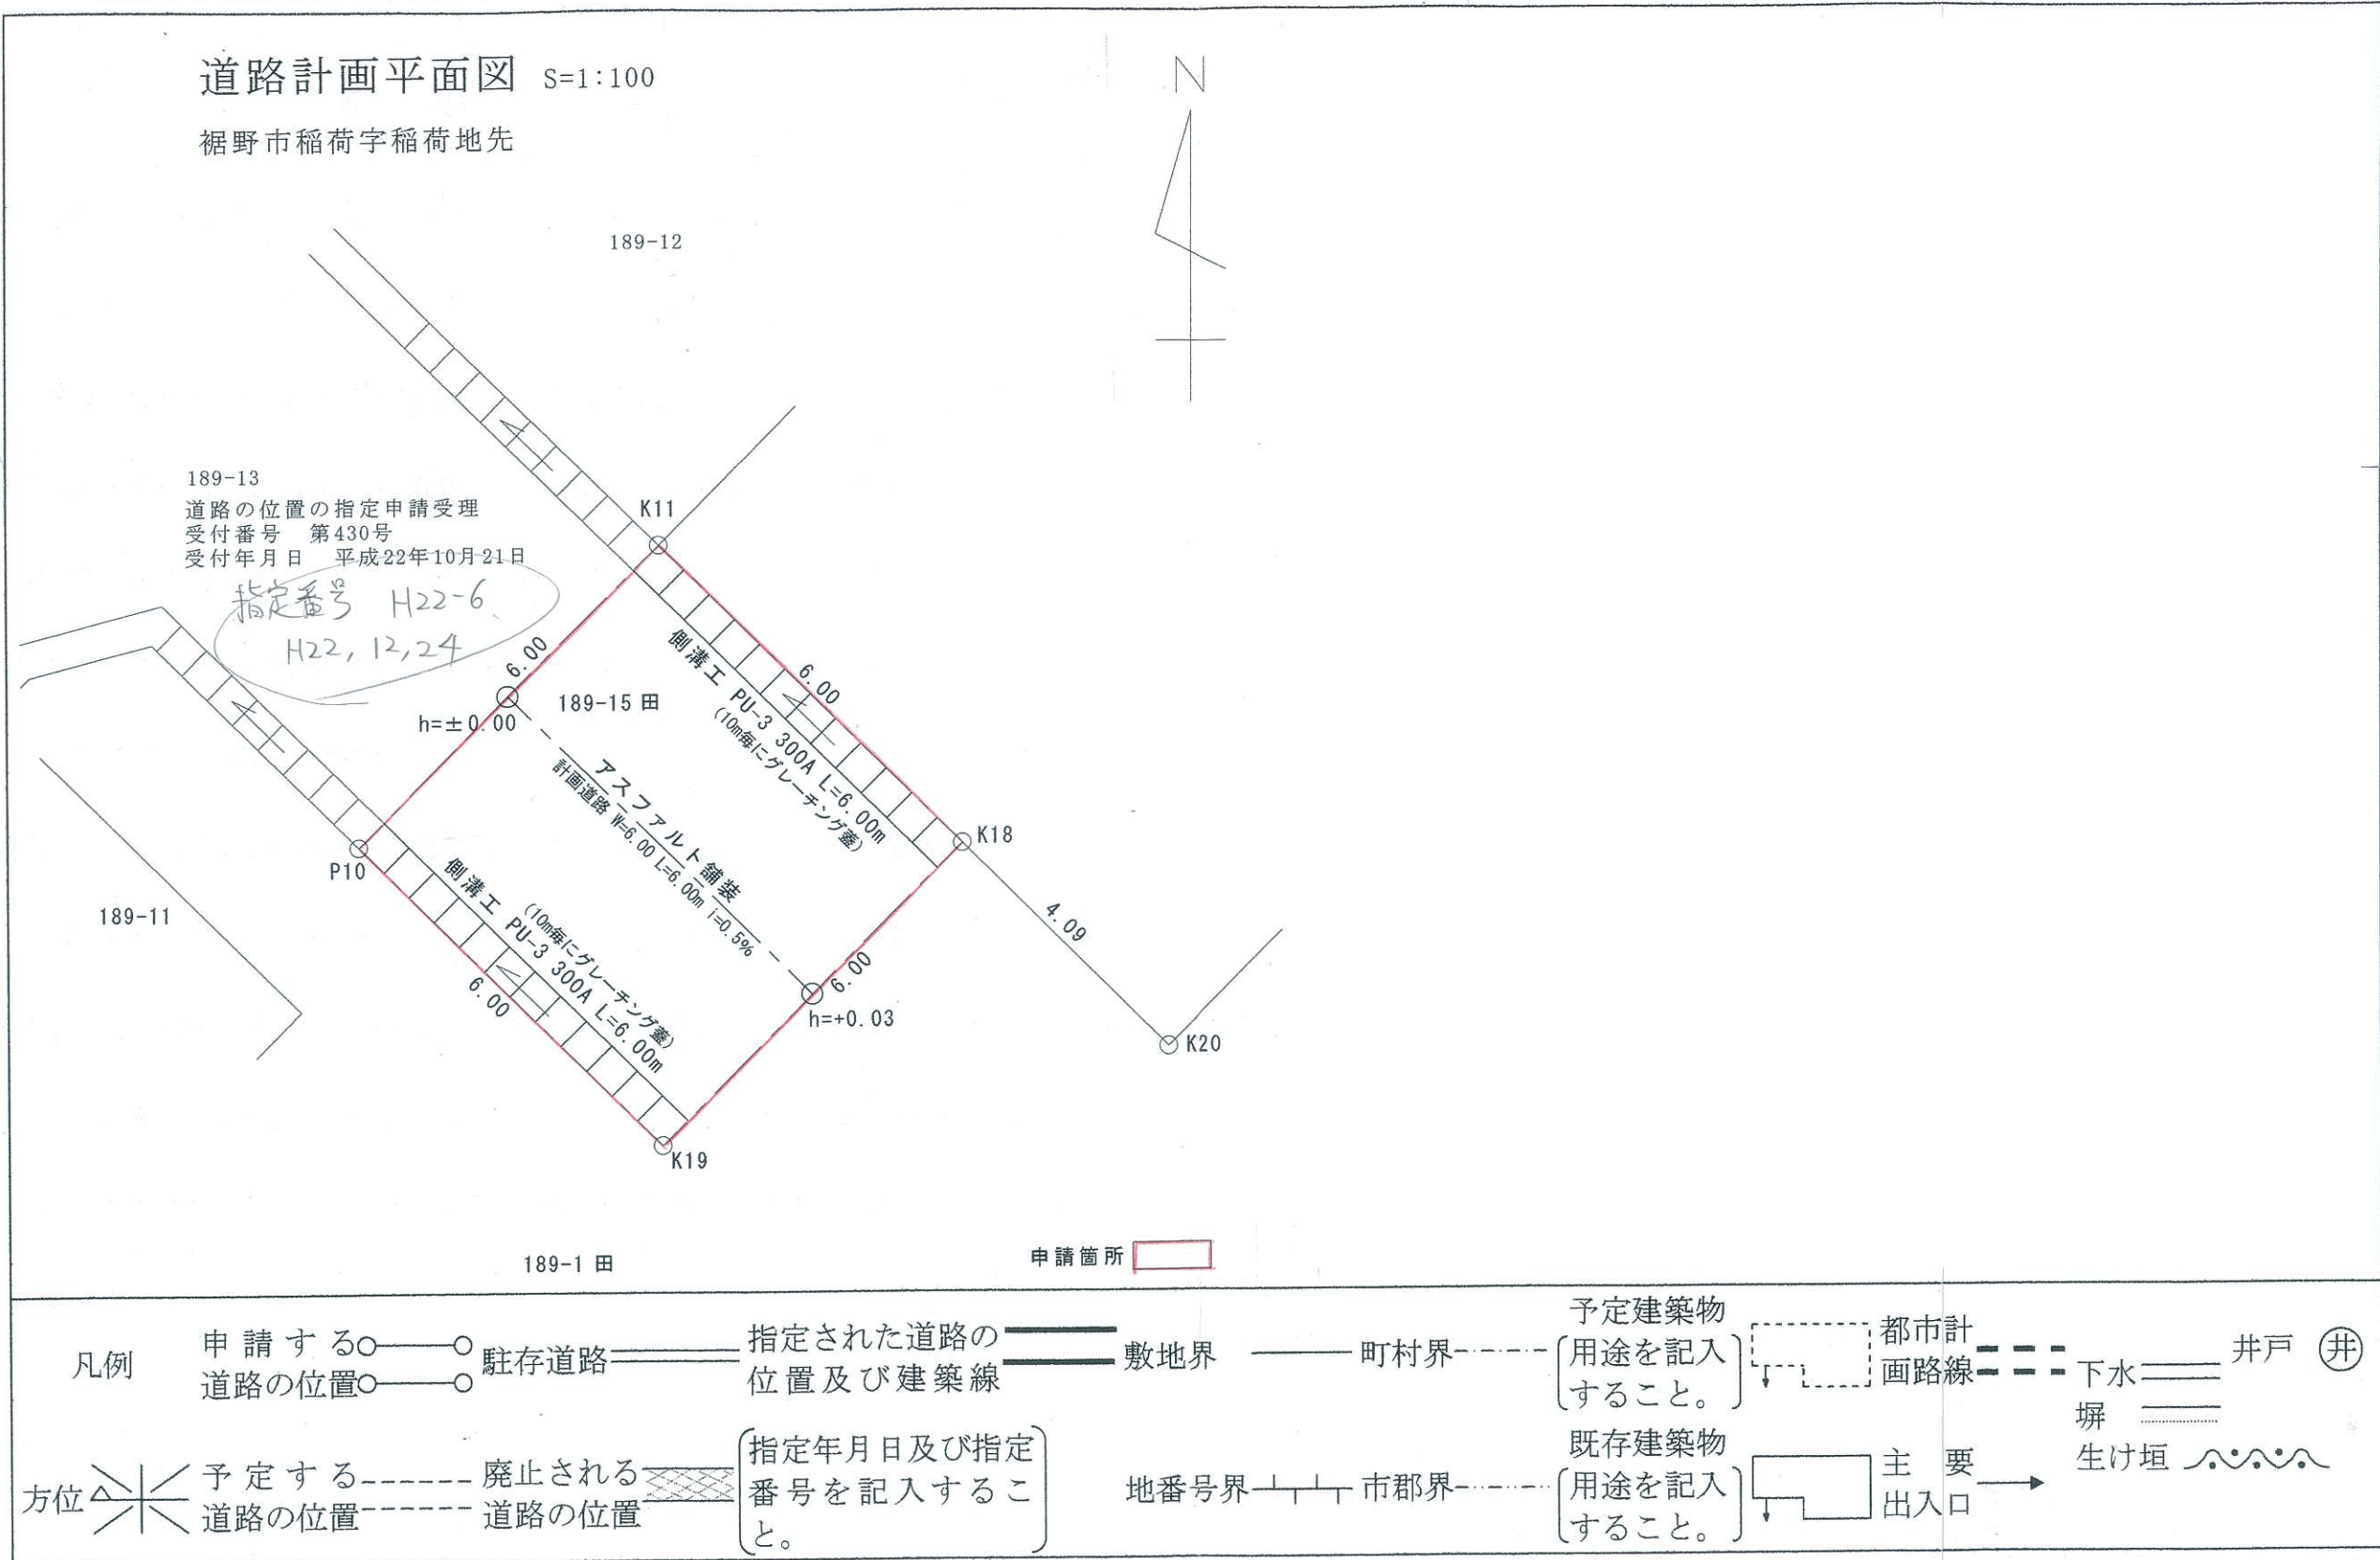 道路計画平面図 S=1:100
裾野市稲荷字稲荷地先
N
189-12
189-13
道路の位置の指定申請受理
受付番号 第430号
受付年月日 平成22年10月21日
指定番号 H22-6
H22,12,24
K11
6.00
6.00
側溝工 PU-3 300A L=6.00m
(10m毎にグレーチング蓋)
189-15 田
h=±0.00
アスファルト舗装
計画道路 W=6.00 L=6.00m i=0.5%
K18
P10
189-11
側溝工 PU-3 300A L=6.00m
(10m毎にグレーチング蓋)
6.00
4.09
6.00
h=+0.03
K20
K19
189-1 田
申請箇所
凡例
申請する
道路の位置
駐存道路
指定された道路の
位置及び建築線
敷地界
町村界
予定建築物
用途を記入
すること。
都市計
画路線
下水
井戸 井
塀
生け垣
方位
予定する
道路の位置
廃止される
道路の位置
指定年月日及び指定
番号を記入するこ
と。
地番号界
市郡界
既存建築物
用途を記入
すること。
主要
出入口